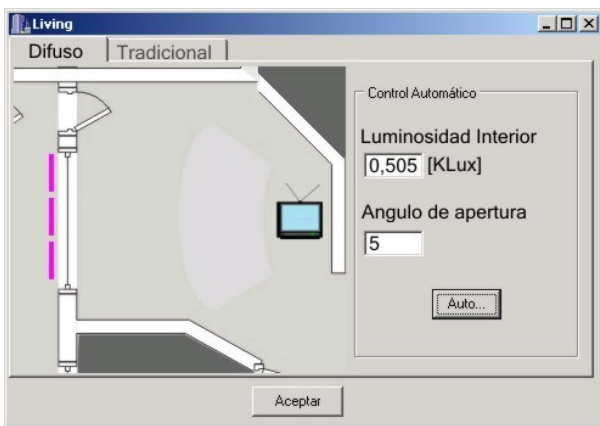 Living
Difuso Tradicional
Control Automático
Luminosidad Interior
0,505 [KLux]
Angulo de apertura
5
Auto...
Aceptar